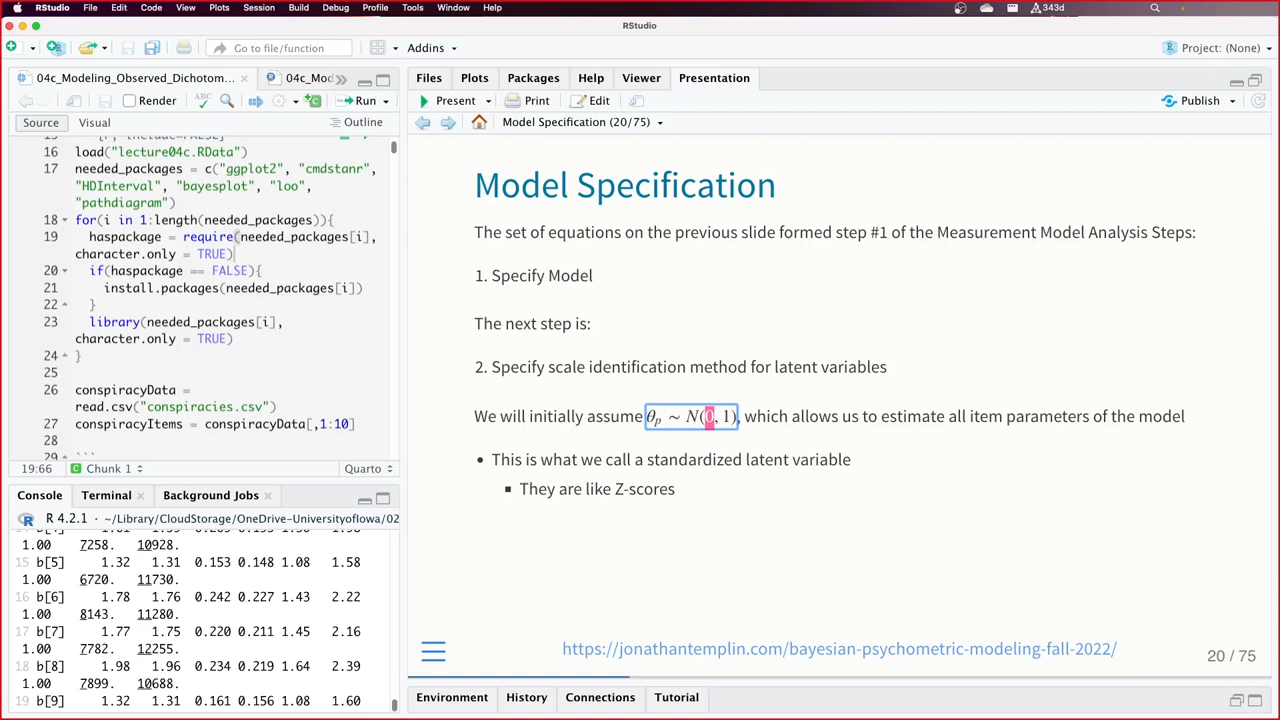 RStudio File Edit Code View Plots Session Build Debug Profile Tools Window Help 343d
RStudio
Go to file/function Addins Project: (None)
04c_Modeling_Observed_Dichotom... 04c_Mod
Render Run
Source Visual Outline
16 load("lecture04c.RData")
17 needed_packages = c("ggplot2", "cmdstanr",
"HDInterval", "bayesplot", "loo",
"pathdiagram")
18 for(i in 1:length(needed_packages)){
19 haspackage = require(needed_packages[i],
character.only = TRUE)
20 if(haspackage == FALSE){
21 install.packages(needed_packages[i])
22 }
23 library(needed_packages[i],
character.only = TRUE)
24 }
25
26 conspiracyData =
read.csv("conspiracies.csv")
27 conspiracyItems = conspiracyData[,1:10]
28
29 ```
19:66 Chunk 1 Quarto
Console Terminal Background Jobs
R 4.2.1 · ~/Library/CloudStorage/OneDrive-UniversityofIowa/02
1.00 7258. 10928.
15 b[5] 1.32 1.31 0.153 0.148 1.08 1.58
1.00 6720. 11730.
16 b[6] 1.78 1.76 0.242 0.227 1.43 2.22
1.00 8143. 11280.
17 b[7] 1.77 1.75 0.220 0.211 1.45 2.16
1.00 7782. 12255.
18 b[8] 1.98 1.96 0.234 0.219 1.64 2.39
1.00 7899. 10688.
19 b[9] 1.32 1.31 0.161 0.156 1.08 1.60
Files Plots Packages Help Viewer Presentation
Present Print Edit Publish
Model Specification (20/75)
Model Specification
The set of equations on the previous slide formed step #1 of the Measurement Model Analysis Steps:
1. Specify Model
The next step is:
2. Specify scale identification method for latent variables
We will initially assume θp ∼ N(0, 1), which allows us to estimate all item parameters of the model
• This is what we call a standardized latent variable
▪ They are like Z-scores
https://jonathantemplin.com/bayesian-psychometric-modeling-fall-2022/
20 / 75
Environment History Connections Tutorial